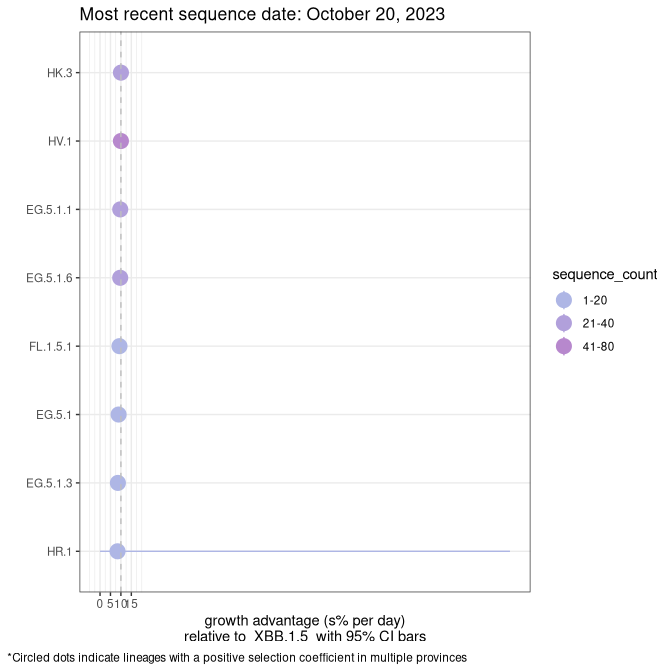 Most recent sequence date: October 20, 2023
HK.3
HV.1
EG.5.1.1
EG.5.1.6
FL.1.5.1
EG.5.1
EG.5.1.3
HR.1
sequence_count
1-20
21-40
41-80
0 5 10 15
growth advantage (s% per day)
relative to XBB.1.5 with 95% CI bars
*Circled dots indicate lineages with a positive selection coefficient in multiple provinces